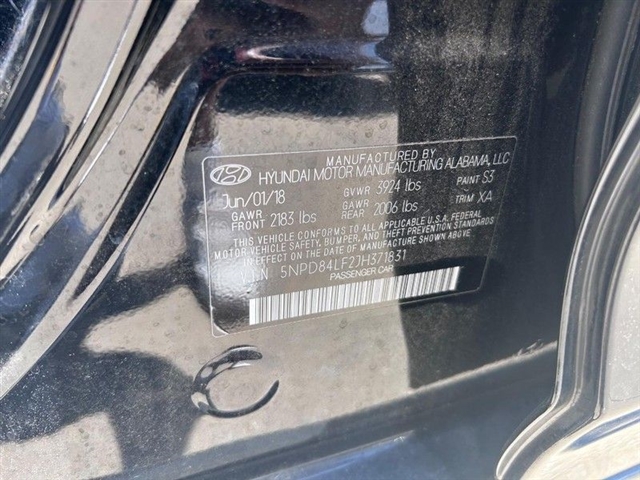 MANUFACTURED BY
HYUNDAI MOTOR MANUFACTURING ALABAMA, LLC
Jun/01/18 GVWR 3924 lbs PAINT S3
GAWR FRONT 2183 lbs GAWR REAR 2006 lbs TRIM XA
THIS VEHICLE CONFORMS TO ALL APPLICABLE U.S.A. FEDERAL
MOTOR VEHICLE SAFETY, BUMPER, AND THEFT PREVENTION STANDARDS
IN EFFECT ON THE DATE OF MANUFACTURE SHOWN ABOVE.
V.I.N 5NPD84LF2JH371831
PASSENGER CAR